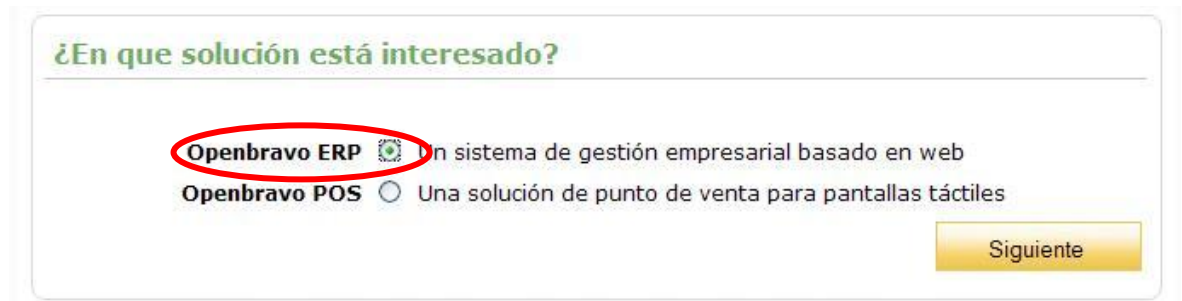 ¿En que solución está interesado?
Openbravo ERP Un sistema de gestión empresarial basado en web
Openbravo POS Una solución de punto de venta para pantallas táctiles
Siguiente